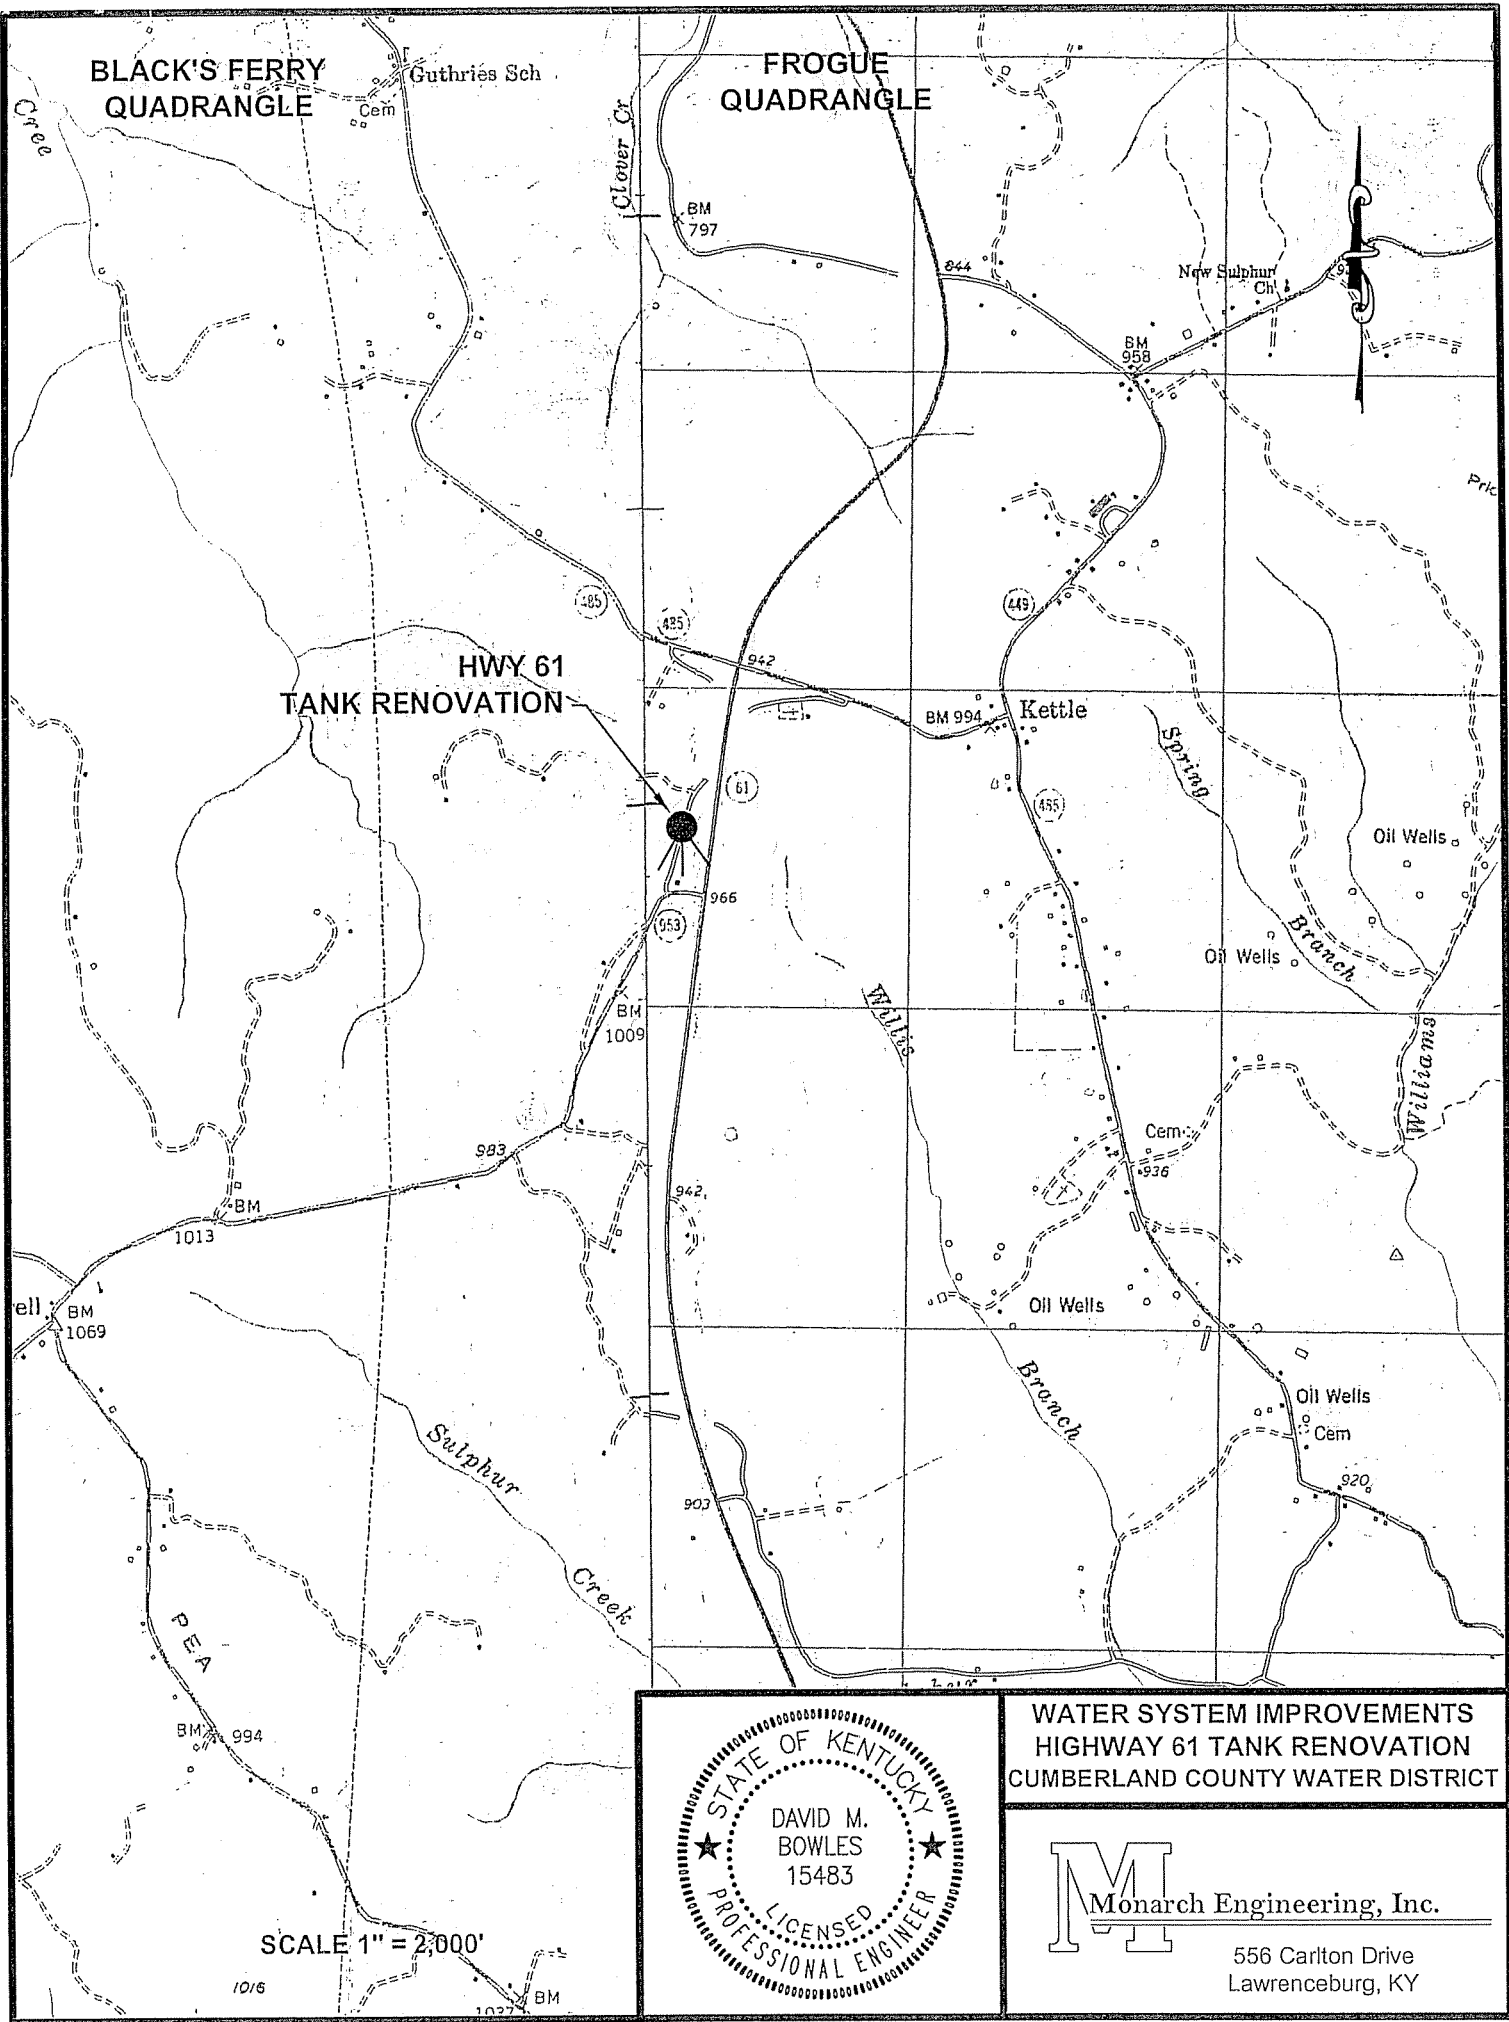 BLACK'S FERRY
QUADRANGLE
FROGUE
QUADRANGLE
Guthries Sch
Cem
Cree
Clover Cr
BM
797
844
New Sulphur
Ch
BM
958
485
485
449
HWY 61
TANK RENOVATION
942
BM 994
Kettle
Spring
61
485
Oil Wells
966
953
Branch
Oil Wells
Willis
BM
1009
Williams
Cem
983
936
942
BM
1013
ell
BM
1069
Oil Wells
Branch
Oil Wells
Cem
Sulphur
920
903
Creek
PEA
BM
994
SCALE 1" = 2,000'
1016
BM
1037
STATE OF KENTUCKY
DAVID M.
BOWLES
15483
LICENSED
PROFESSIONAL ENGINEER
WATER SYSTEM IMPROVEMENTS
HIGHWAY 61 TANK RENOVATION
CUMBERLAND COUNTY WATER DISTRICT
M
Monarch Engineering, Inc.
556 Carlton Drive
Lawrenceburg, KY